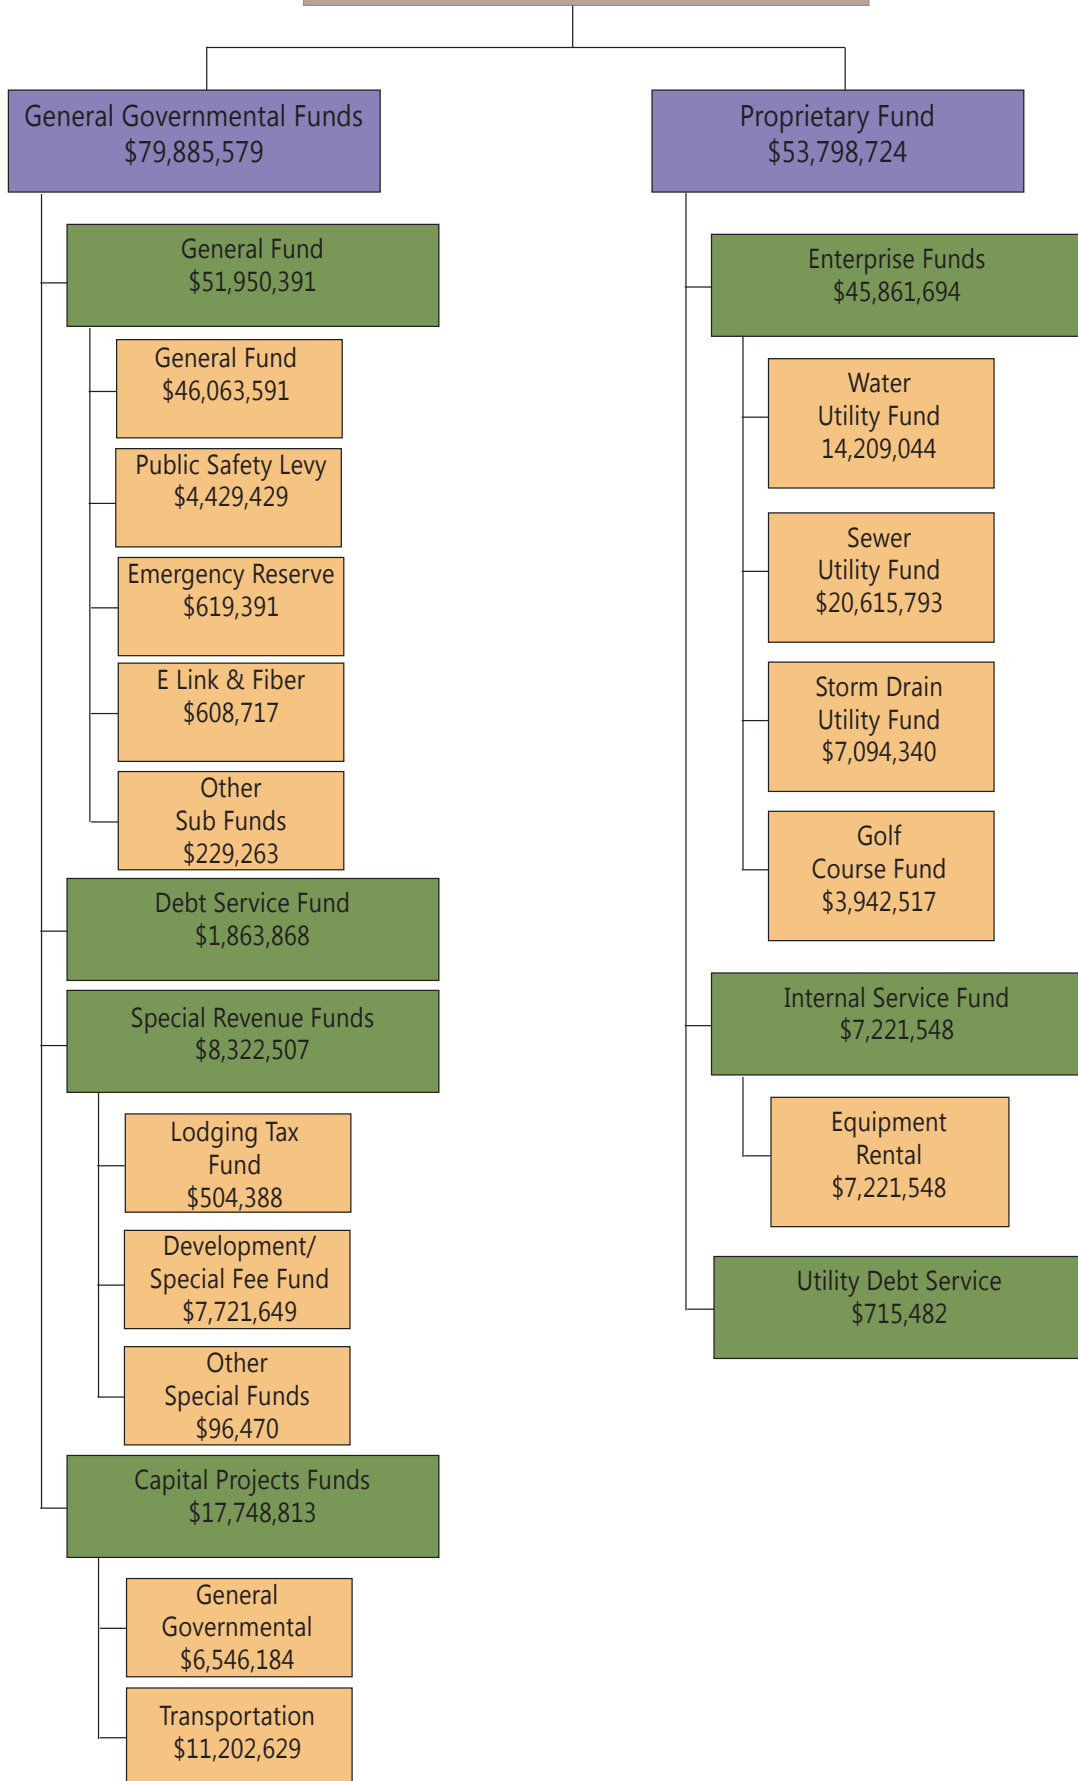 General Governmental Funds
$79,885,579
General Fund
$51,950,391
General Fund
$46,063,591
Public Safety Levy
$4,429,429
Emergency Reserve
$619,391
E Link & Fiber
$608,717
Other
Sub Funds
$229,263
Debt Service Fund
$1,863,868
Special Revenue Funds
$8,322,507
Lodging Tax
Fund
$504,388
Development/
Special Fee Fund
$7,721,649
Other
Special Funds
$96,470
Capital Projects Funds
$17,748,813
General
Governmental
$6,546,184
Transportation
$11,202,629
Proprietary Fund
$53,798,724
Enterprise Funds
$45,861,694
Water
Utility Fund
14,209,044
Sewer
Utility Fund
$20,615,793
Storm Drain
Utility Fund
$7,094,340
Golf
Course Fund
$3,942,517
Internal Service Fund
$7,221,548
Equipment
Rental
$7,221,548
Utility Debt Service
$715,482